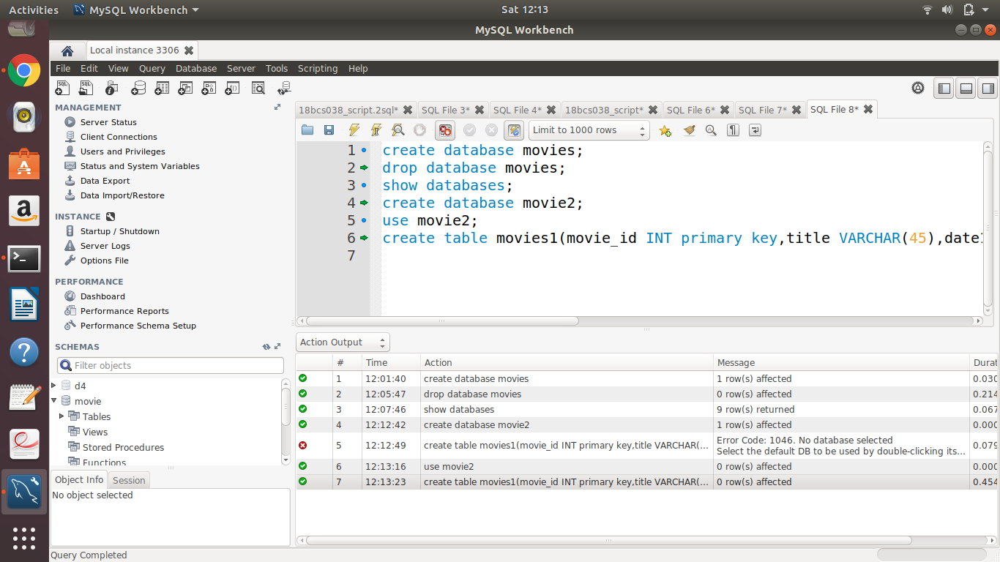 Activities MySQL Workbench Sat 12:13
MySQL Workbench
Local instance 3306
File Edit View Query Database Server Tools Scripting Help
MANAGEMENT
Server Status
Client Connections
Users and Privileges
Status and System Variables
Data Export
Data Import/Restore
INSTANCE
Startup / Shutdown
Server Logs
Options File
PERFORMANCE
Dashboard
Performance Reports
Performance Schema Setup
SCHEMAS
Filter objects
d4
movie
Tables
Views
Stored Procedures
Functions
Object Info Session
No object selected
18bcs038_script.2sql* SQL File 3* SQL File 4* 18bcs038_script* SQL File 6* SQL File 7* SQL File 8*
Limit to 1000 rows
1 create database movies;
2 drop database movies;
3 show databases;
4 create database movie2;
5 use movie2;
6 create table movies1(movie_id INT primary key,title VARCHAR(45),date1
7
Action Output
# Time Action Message Durat
1 12:01:40 create database movies 1 row(s) affected 0.030
2 12:05:47 drop database movies 0 row(s) affected 0.214
3 12:07:46 show databases 9 row(s) returned 0.067
4 12:12:42 create database movie2 1 row(s) affected 0.000
5 12:12:49 create table movies1(movie_id INT primary key,title VARCHAR(... Error Code: 1046. No database selected 0.079
Select the default DB to be used by double-clicking its...
6 12:13:16 use movie2 0 row(s) affected 0.000
7 12:13:23 create table movies1(movie_id INT primary key,title VARCHAR(... 0 row(s) affected 0.454
Query Completed